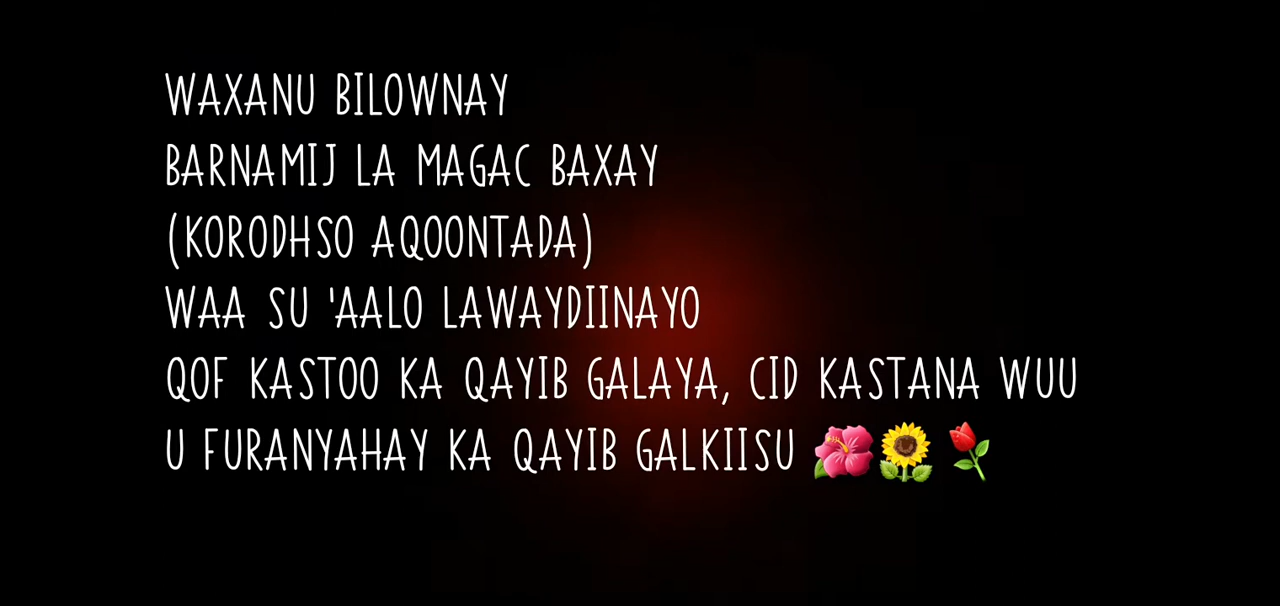 WAXANU BILOWNAY
BARNAMIJ LA MAGAC BAXAY
(KORODHSO AQOONTADA)
WAA SU 'AALO LAWAYDIINAYO
QOF KASTOO KA QAYIB GALAYA, CID KASTANA WUU
U FURANYAHAY KA QAYIB GALKIISU 🌺🌻🌷